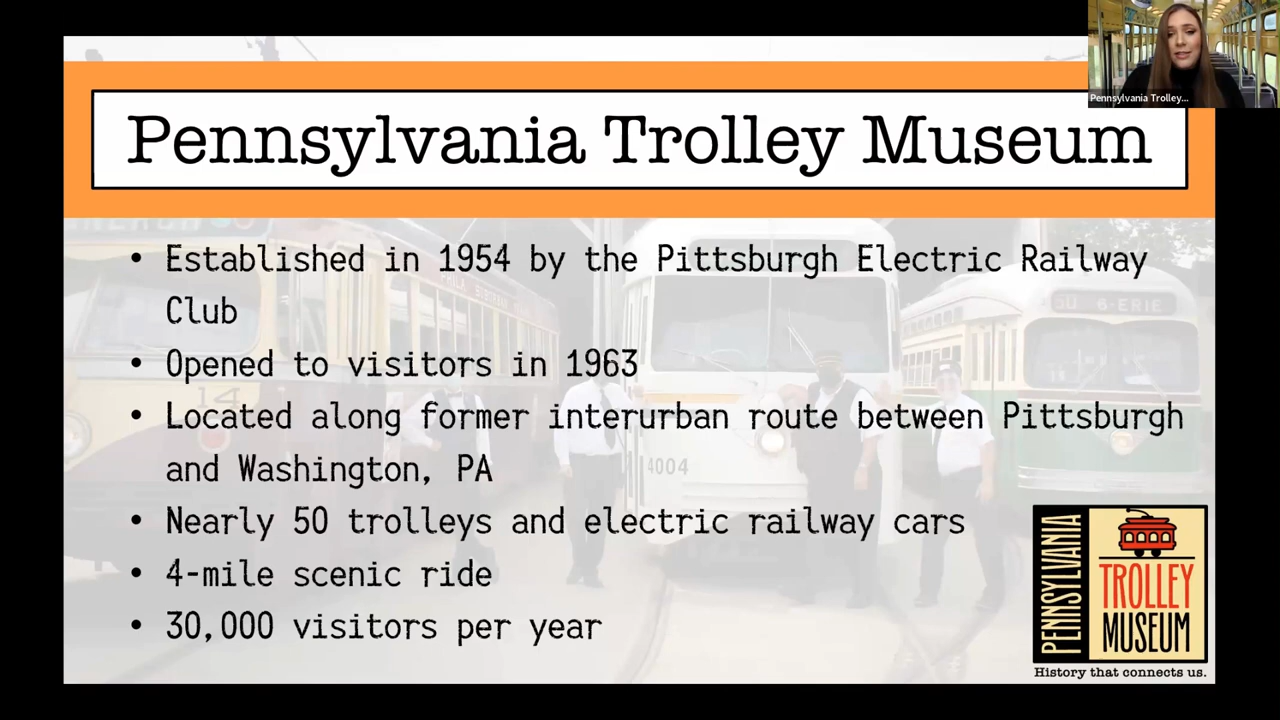 Pennsylvania Trolley...
Pennsylvania Trolley Museum
• Established in 1954 by the Pittsburgh Electric Railway
Club
• Opened to visitors in 1963
• Located along former interurban route between Pittsburgh
and Washington, PA
• Nearly 50 trolleys and electric railway cars
• 4-mile scenic ride
• 30,000 visitors per year
14
4004
6-ERIE
PENNSYLVANIA
TROLLEY
MUSEUM
History that connects us.